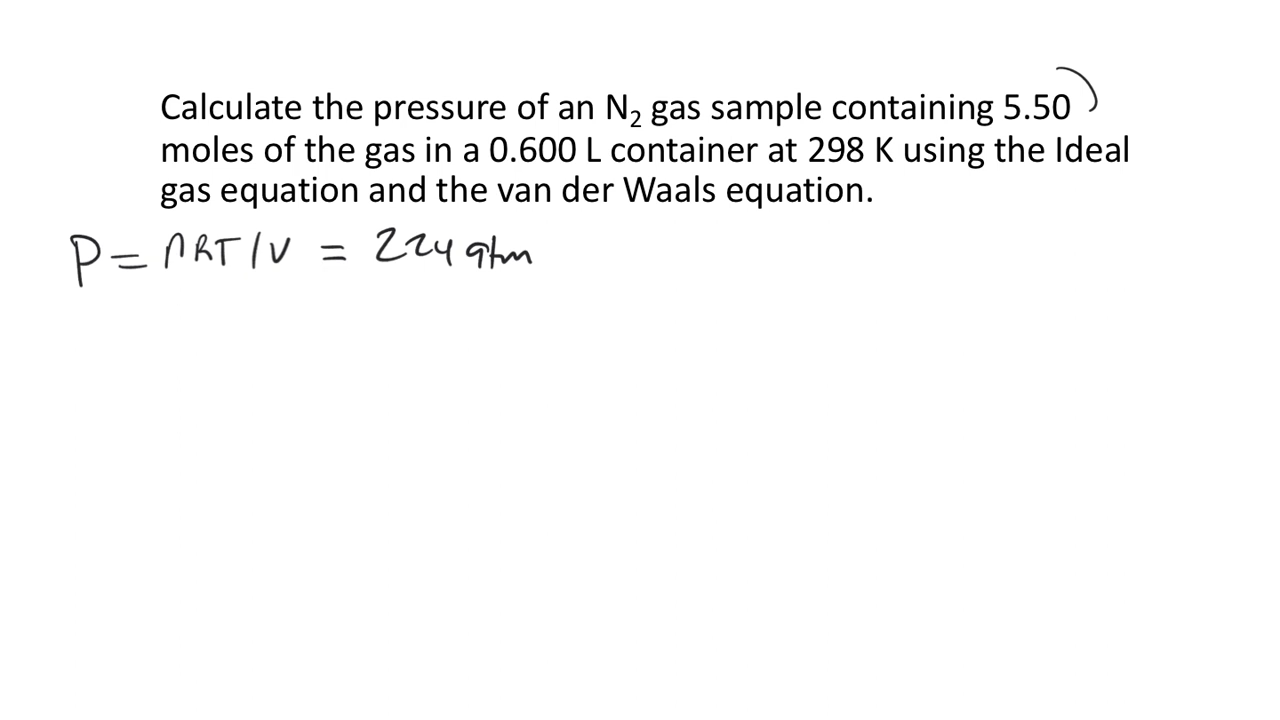 Calculate the pressure of an N₂ gas sample containing 5.50
moles of the gas in a 0.600 L container at 298 K using the Ideal
gas equation and the van der Waals equation.
P = nRT/V = 224 atm